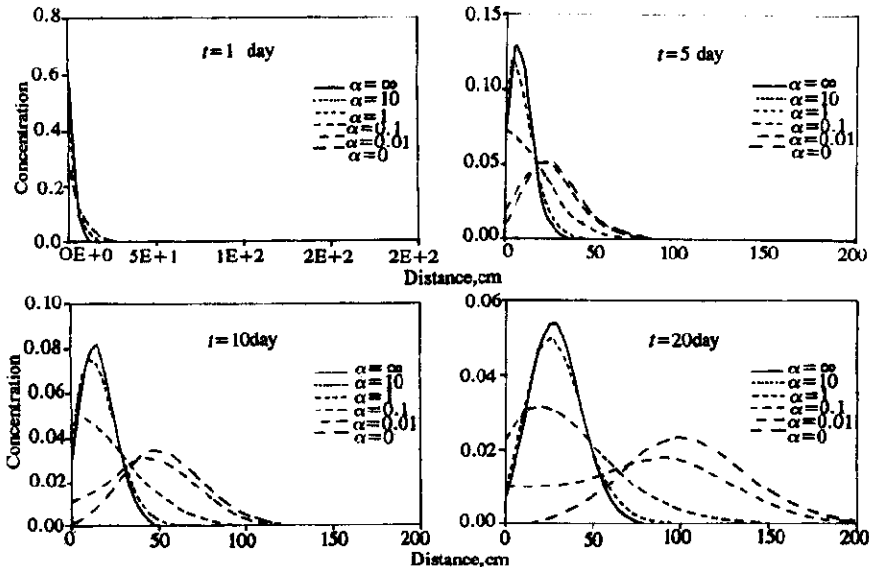 t=1 day
Concentration
0.8
0.6
0.4
0.2
0.0
α=∞
α=10
α=1
α=0.1
α=0.01
α=0
0E+0 5E+1 1E+2 2E+2 2E+2
t=5 day
0.15
0.10
0.05
0.00
α=∞
α=10
α=1
α=0.1
α=0.01
α=0
0 50 100 150 200
Distance,cm
t=10day
Concentration
0.10
0.08
0.06
0.04
0.02
0.00
α=∞
α=10
α=1
α=0.1
α=0.01
α=0
0 50 100 150 200
t=20day
0.06
0.04
0.02
0.00
α=∞
α=10
α=1
α=0.1
α=0.01
α=0
0 50 100 150 200
Distance,cm